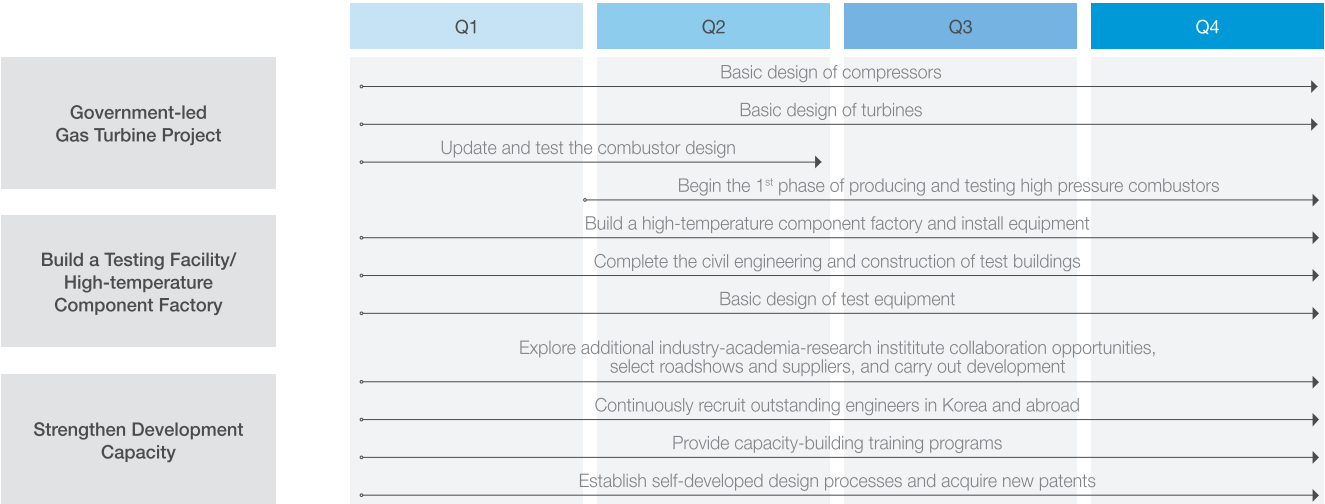 Q1 Q2 Q3 Q4
Government-led
Gas Turbine Project
Basic design of compressors
Basic design of turbines
Update and test the combustor design
Begin the 1st phase of producing and testing high pressure combustors
Build a Testing Facility/
High-temperature
Component Factory
Build a high-temperature component factory and install equipment
Complete the civil engineering and construction of test buildings
Basic design of test equipment
Strengthen Development
Capacity
Explore additional industry-academia-research instititute collaboration opportunities,
select roadshows and suppliers, and carry out development
Continuously recruit outstanding engineers in Korea and abroad
Provide capacity-building training programs
Establish self-developed design processes and acquire new patents